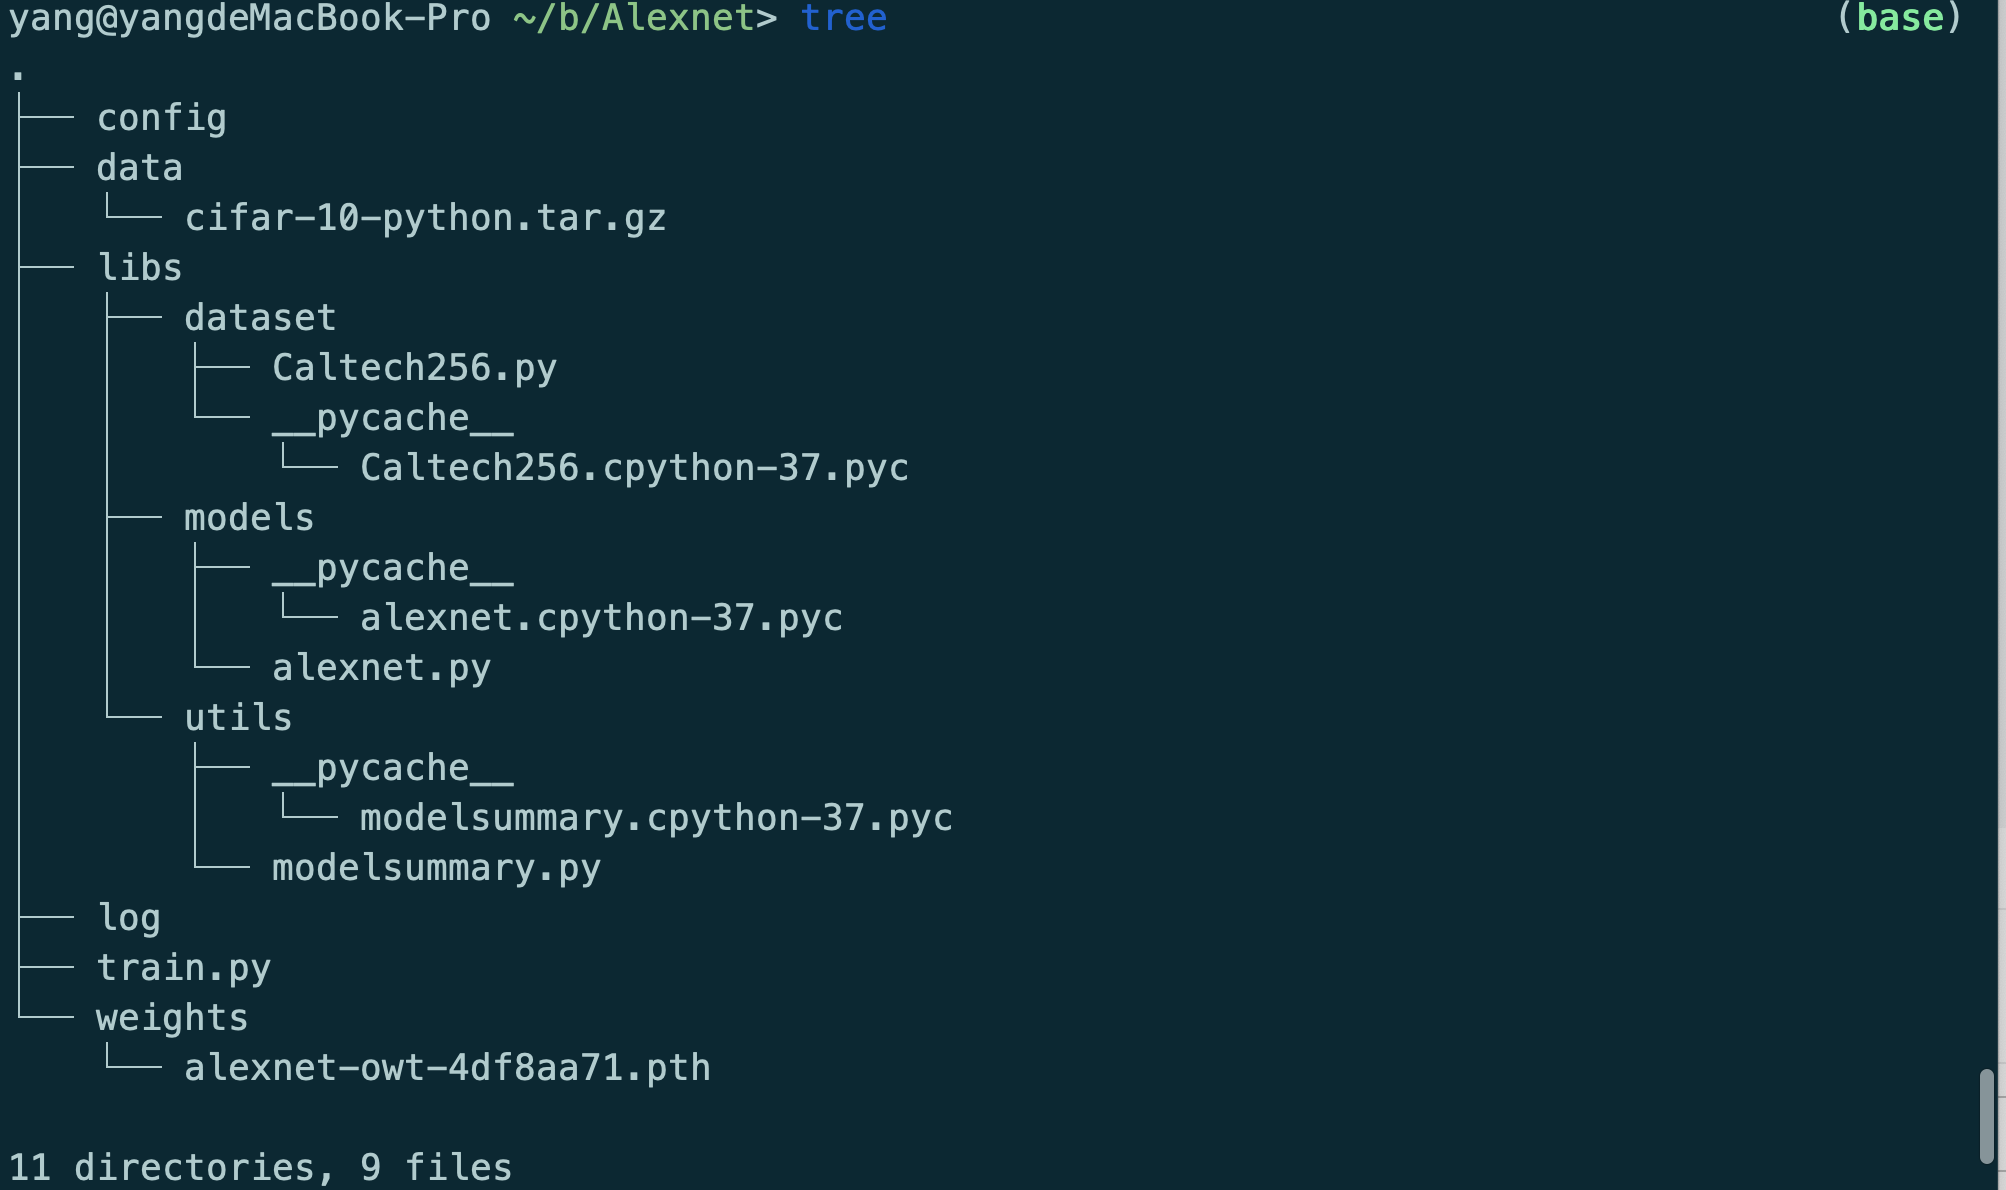 yang@yangdeMacBook-Pro ~/b/Alexnet> tree (base)
.
├── config
├── data
│   └── cifar-10-python.tar.gz
├── libs
│   ├── dataset
│   │   ├── Caltech256.py
│   │   └── __pycache__
│   │       └── Caltech256.cpython-37.pyc
│   ├── models
│   │   ├── __pycache__
│   │   │   └── alexnet.cpython-37.pyc
│   │   └── alexnet.py
│   └── utils
│       ├── __pycache__
│       │   └── modelsummary.cpython-37.pyc
│       └── modelsummary.py
├── log
├── train.py
└── weights
    └── alexnet-owt-4df8aa71.pth
11 directories, 9 files